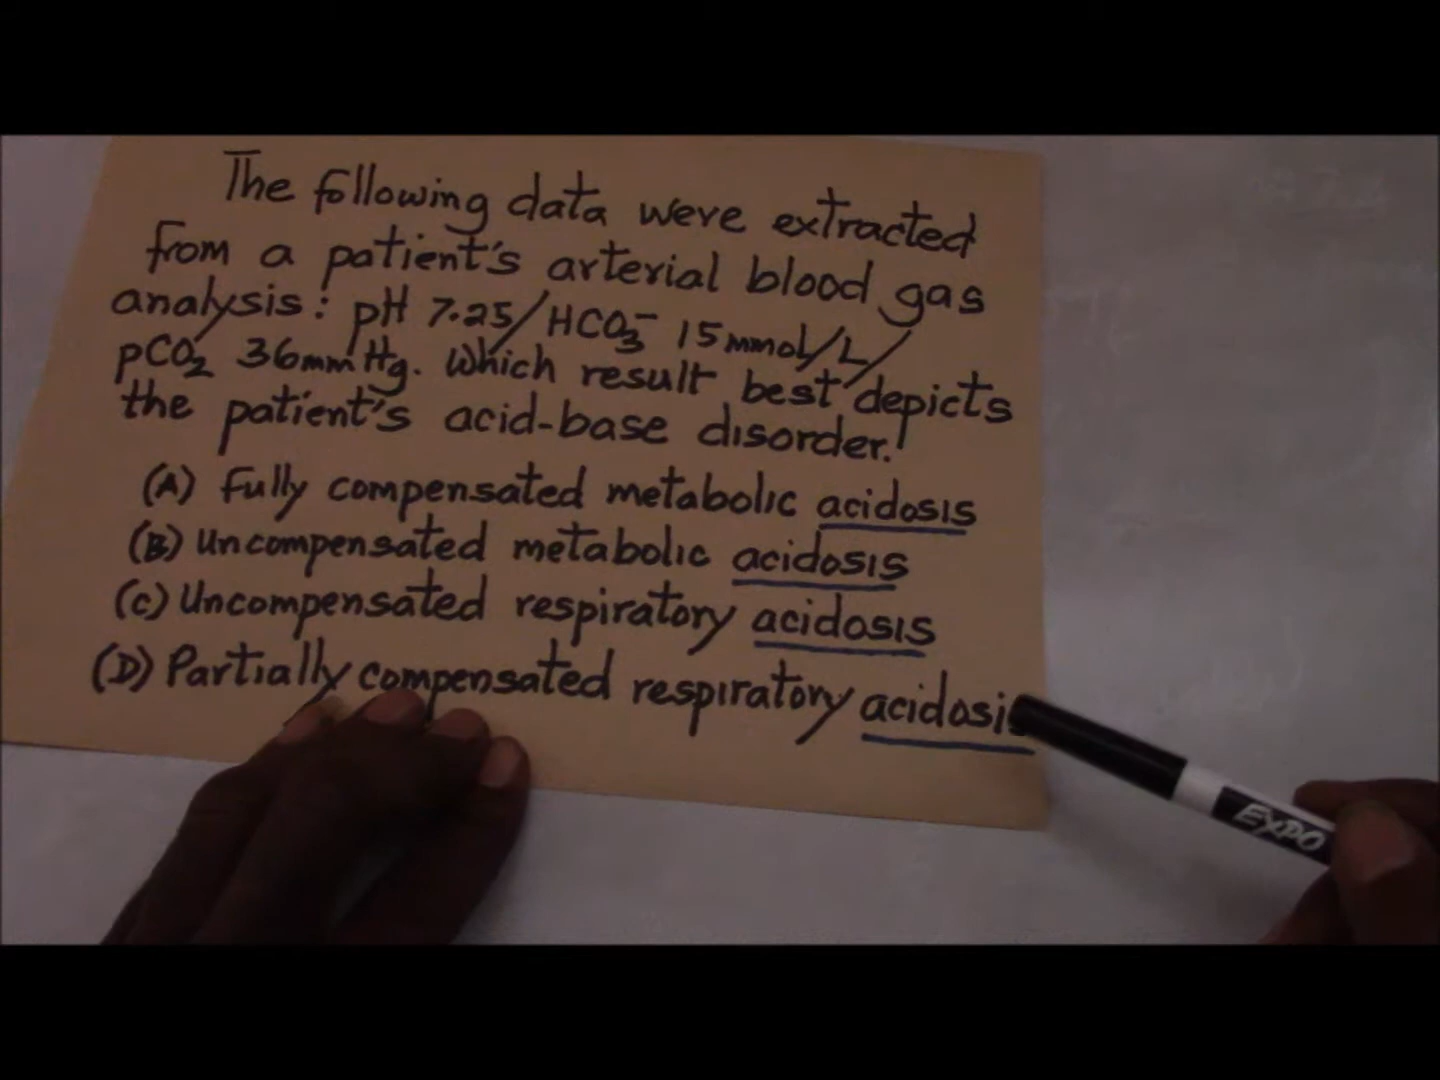 The following data were extracted
from a patient's arterial blood gas
analysis: pH 7.25/HCO₃⁻ 15mmol/L/
pCO₂ 36mmHg. Which result best depicts
the patient's acid-base disorder.
(A) Fully compensated metabolic acidosis
(B) Uncompensated metabolic acidosis
(C) Uncompensated respiratory acidosis
(D) Partially compensated respiratory acidosis
EXPO